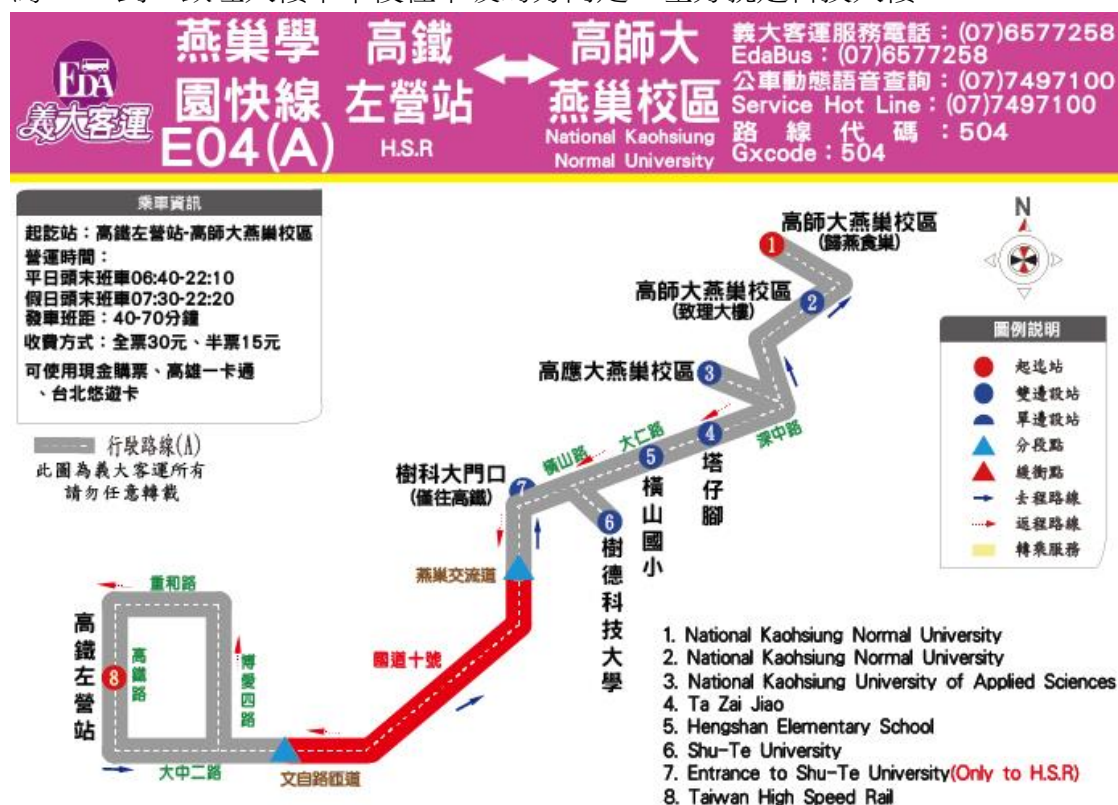 EDA
義大客運
燕巢學
園快線
E04(A)
高鐵
左營站
H.S.R
高師大
燕巢校區
National Kaohsiung
Normal University
義大客運服務電話：(07)6577258
EdaBus：(07)6577258
公車動態語音查詢：(07)7497100
Service Hot Line：(07)7497100
路線代碼：504
Gxcode：504
乘車資訊
起訖站：高鐵左營站-高師大燕巢校區
營運時間：
平日頭末班車06:40-22:10
假日頭末班車07:30-22:20
發車班距：40-70分鐘
收費方式：全票30元、半票15元
可使用現金購票、高雄一卡通
、台北悠遊卡
行駛路線(A)
此圖為義大客運所有
請勿任意轉載
高師大燕巢校區
(歸燕食巢)
1
高師大燕巢校區
(致理大樓)
2
高應大燕巢校區
3
深中路
4
塔仔腳
大仁路
5
橫山國小
橫山路
6
樹德科技大學
樹科大門口
(僅往高鐵)
7
燕巢交流道
國道十號
文自路匝道
重和路
高鐵左營站
8
高鐵路
博愛四路
大中二路
N
圖例説明
起迄站
雙邊設站
單邊設站
分段點
緩衝點
去程路線
返程路線
轉乘服務
1. National Kaohsiung Normal University
2. National Kaohsiung Normal University
3. National Kaohsiung University of Applied Sciences
4. Ta Zai Jiao
5. Hengshan Elementary School
6. Shu-Te University
7. Entrance to Shu-Te University(Only to H.S.R)
8. Taiwan High Speed Rail